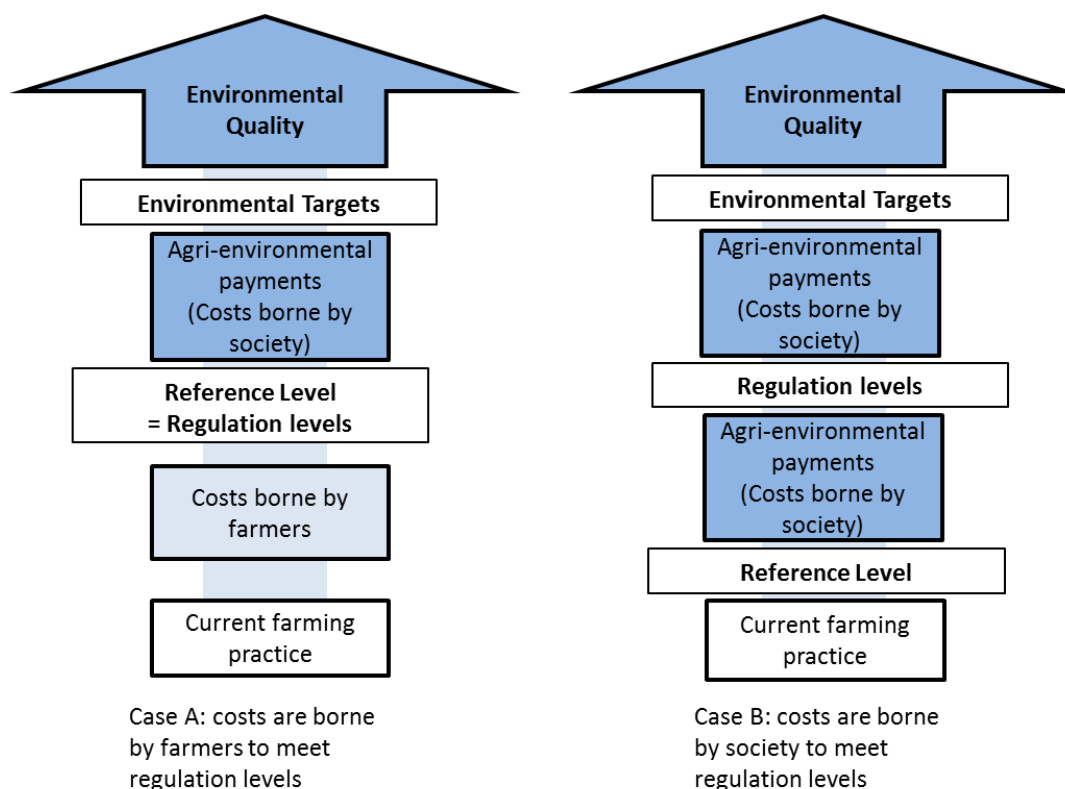 Environmental
Quality
Environmental Targets
Agri-environmental
payments
(Costs borne by
society)
Reference Level
= Regulation levels
Costs borne by
farmers
Current farming
practice
Case A: costs are borne
by farmers to meet
regulation levels
Environmental
Quality
Environmental Targets
Agri-environmental
payments
(Costs borne by
society)
Regulation levels
Agri-environmental
payments
(Costs borne by
society)
Reference Level
Current farming
practice
Case B: costs are borne
by society to meet
regulation levels